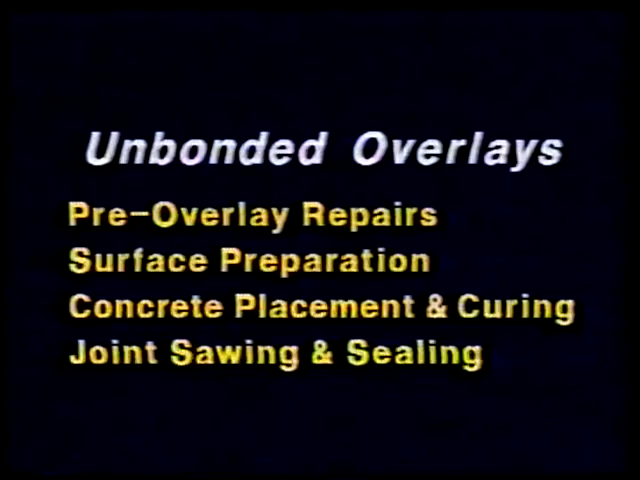 Unbonded Overlays
Pre-Overlay Repairs
Surface Preparation
Concrete Placement & Curing
Joint Sawing & Sealing